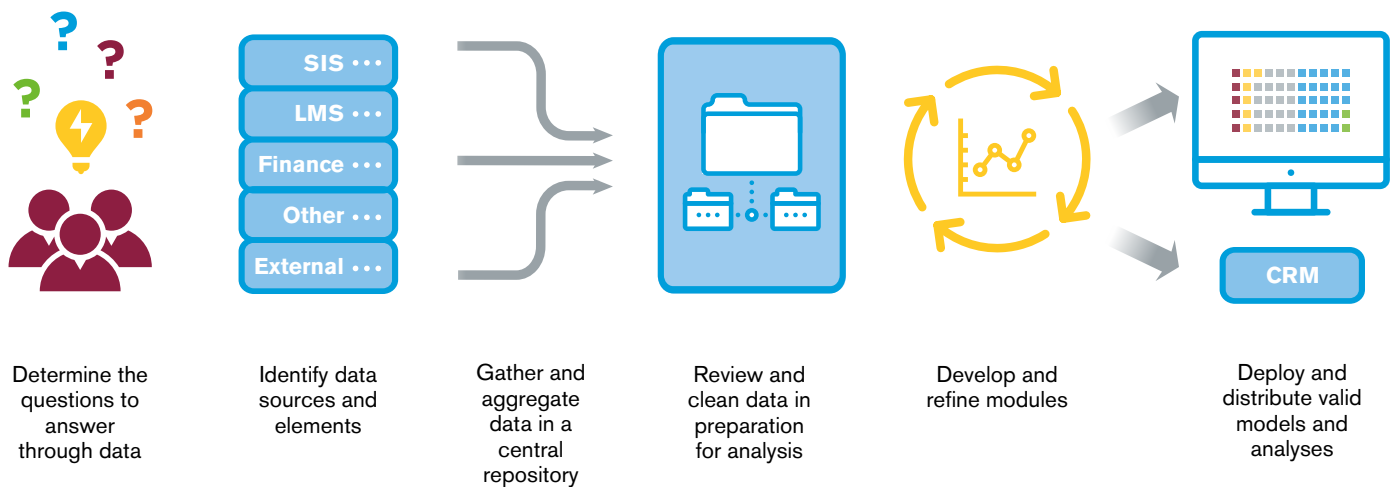 ?
?
?
?
SIS •••
LMS •••
Finance •••
Other •••
External •••
CRM
Determine the
questions to
answer
through data
Identify data
sources and
elements
Gather and
aggregate
data in a
central
repository
Review and
clean data in
preparation
for analysis
Develop and
refine modules
Deploy and
distribute valid
models and
analyses